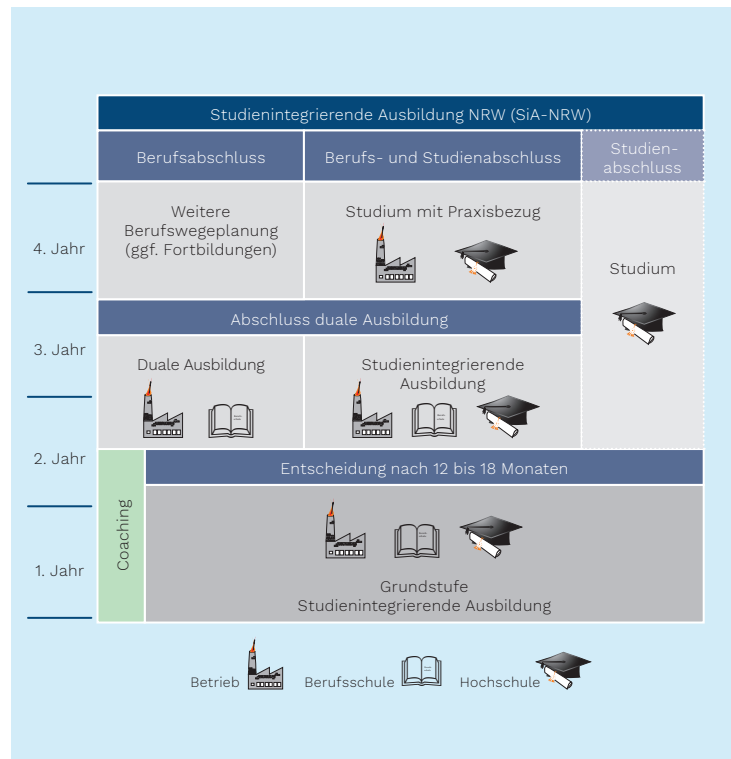 Studienintegrierende Ausbildung NRW (SiA-NRW)
Berufsabschluss
Berufs- und Studienabschluss
Studien-
abschluss
4. Jahr
Weitere
Berufswegeplanung
(ggf. Fortbildungen)
Studium mit Praxisbezug
Studium
Abschluss duale Ausbildung
3. Jahr
Duale Ausbildung
Studienintegrierende
Ausbildung
2. Jahr
Entscheidung nach 12 bis 18 Monaten
Coaching
1. Jahr
Grundstufe
Studienintegrierende Ausbildung
Betrieb
Berufsschule
Hochschule